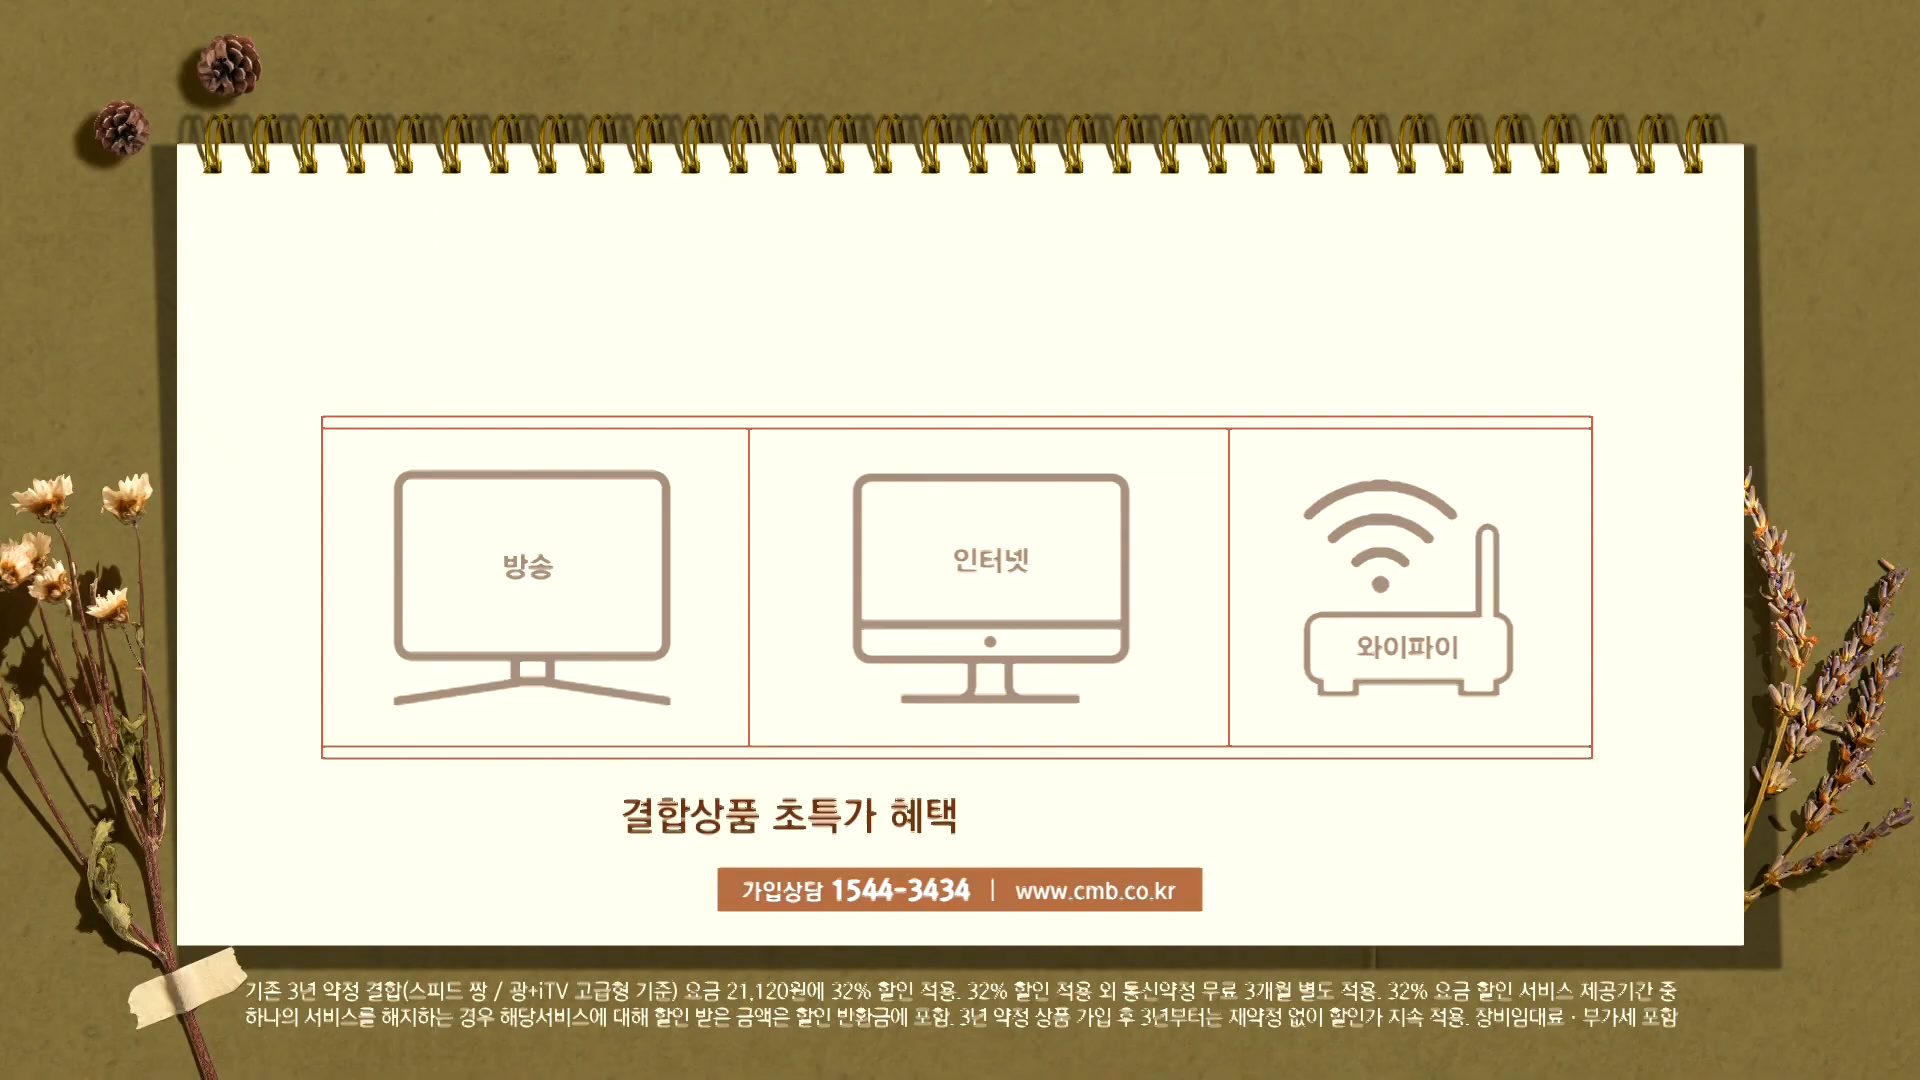 방송
인터넷
와이파이
결합상품 초특가 혜택
가입상담 1544-3434 | www.cmb.co.kr
기존 3년 약정 결합(스피드 짱 / 광+iTV 고급형 기준) 요금 21,120원에 32% 할인 적용. 32% 할인 적용 외 통신약정 무료 3개월 별도 적용. 32% 요금 할인 서비스 제공기간 중
하나의 서비스를 해지하는 경우 해당서비스에 대해 할인 받은 금액은 할인 반환금에 포함. 3년 약정 상품 가입 후 3년부터는 재약정 없이 할인가 지속 적용. 장비임대료 · 부가세 포함